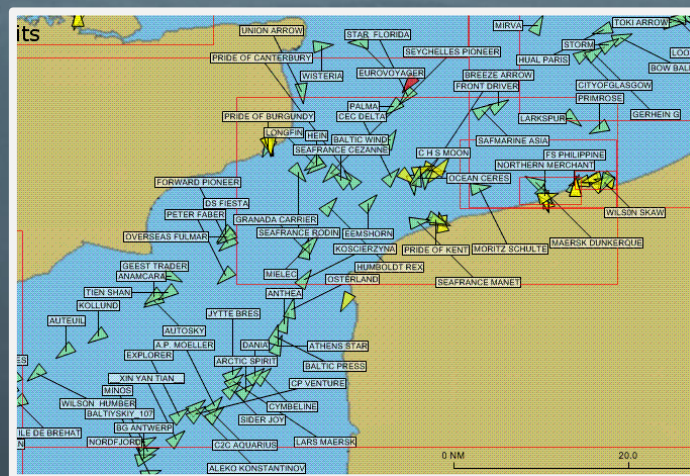 its
UNION ARROW
STAR FLORIDA
MIRVA
TOKI ARROW
SEYCHELLES PIONEER
STORM
PRIDE OF CANTERBURY
HUAL PARIS
WISTERIA
EUROVOYAGER
BREEZE ARROW
FRONT DRIVER
BOW BAL
CITYOFGLASGOW
PRIMROSE
PALMA
CEC DELTA
PRIDE OF BURGUNDY
LARKSPUR
GERHEIN G
LONGFIN
HEIN
BALTIC WIND
SAFMARINE ASIA
SEAFRANCE CEZANNE
C H S MOON
FS PHILIPPINE
NORTHERN MERCHANT
OCEAN CERES
FORWARD PIONEER
DS FIESTA
PETER FABER
GRANADA CARRIER
WILSON SKAW
OVERSEAS FULMAR
SEAFRANCE RODIN
EEMSHORN
MAERSK DUNKERQUE
KOSCIERZYNA
PRIDE OF KENT
MORITZ SCHULTE
GEEST TRADER
ANAMCARA
HUMBOLDT REX
MIELEC
OSTERLAND
SEAFRANCE MANET
TIEN SHAN
ANTHEA
KOLLUND
JYTTE BRES
AUTEUIL
AUTOSKY
A.P. MOELLER
DANIA
ATHENS STAR
EXPLORER
ARCTIC SPIRIT
BALTIC PRESS
XIN YAN TIAN
CP VENTURE
MINOS
WILSON HUMBER
CYMBELINE
BALTIYSKIY 107
SIDER JOY
BG ANTWERP
ILE DE BREHAT
NORDFJORD
C2C AQUARIUS
LARS MAERSK
ALEKO KONSTANTINOV
0 NM
20.0